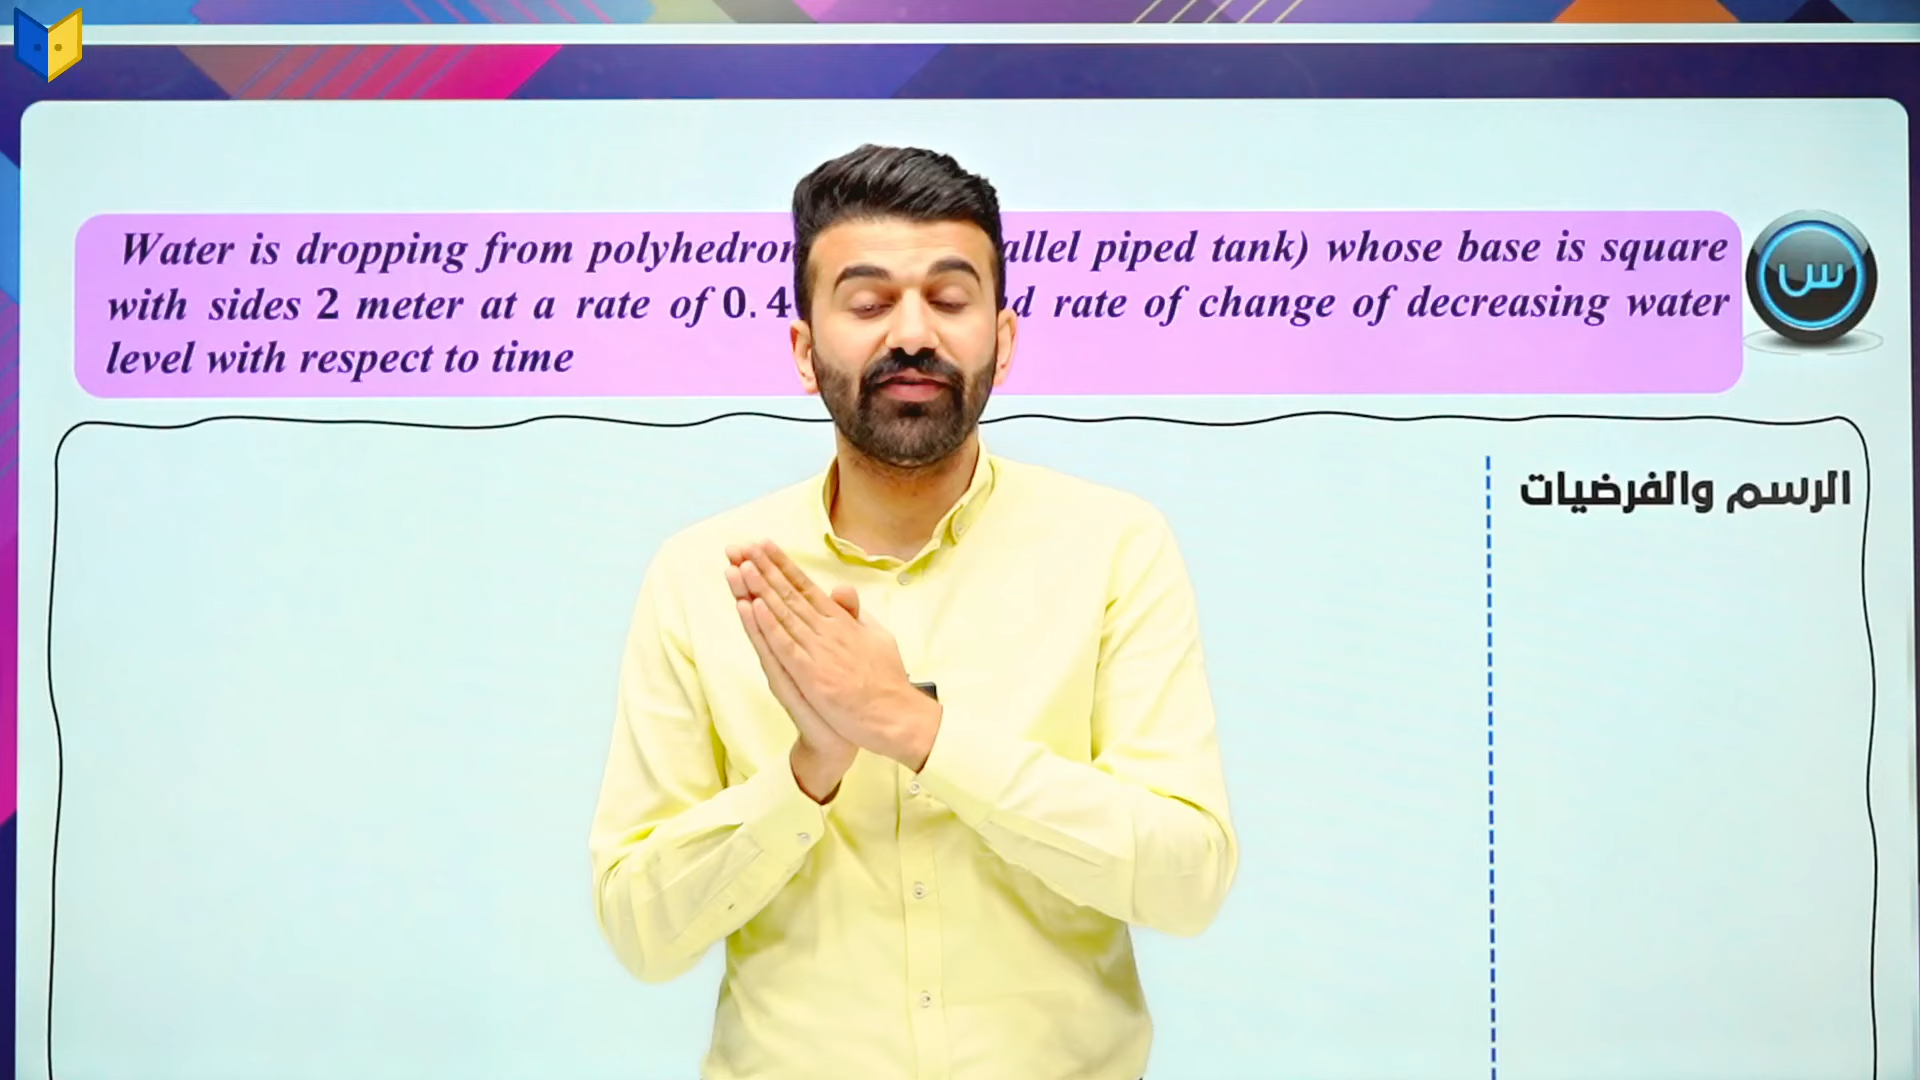 Water is dropping from polyhedron allel piped tank) whose base is square
with sides 2 meter at a rate of 0.4 rate of change of decreasing water
level with respect to time
س
الرسم والفرضيات